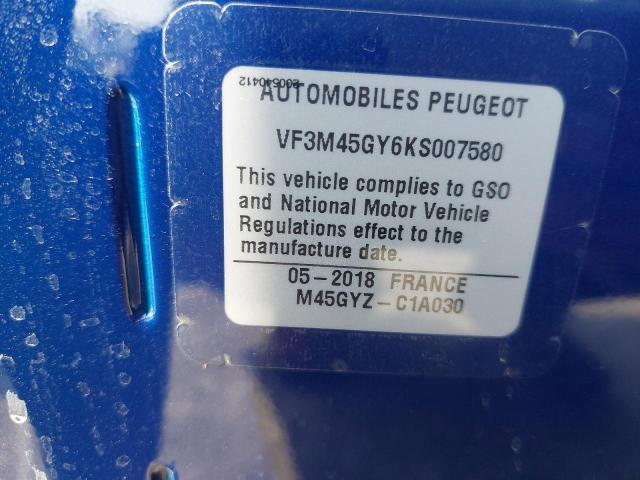 200540412
AUTOMOBILES PEUGEOT
VF3M45GY6KS007580
This vehicle complies to GSO
and National Motor Vehicle
Regulations effect to the
manufacture date.
05-2018 FRANCE
M45GYZ-C1A030